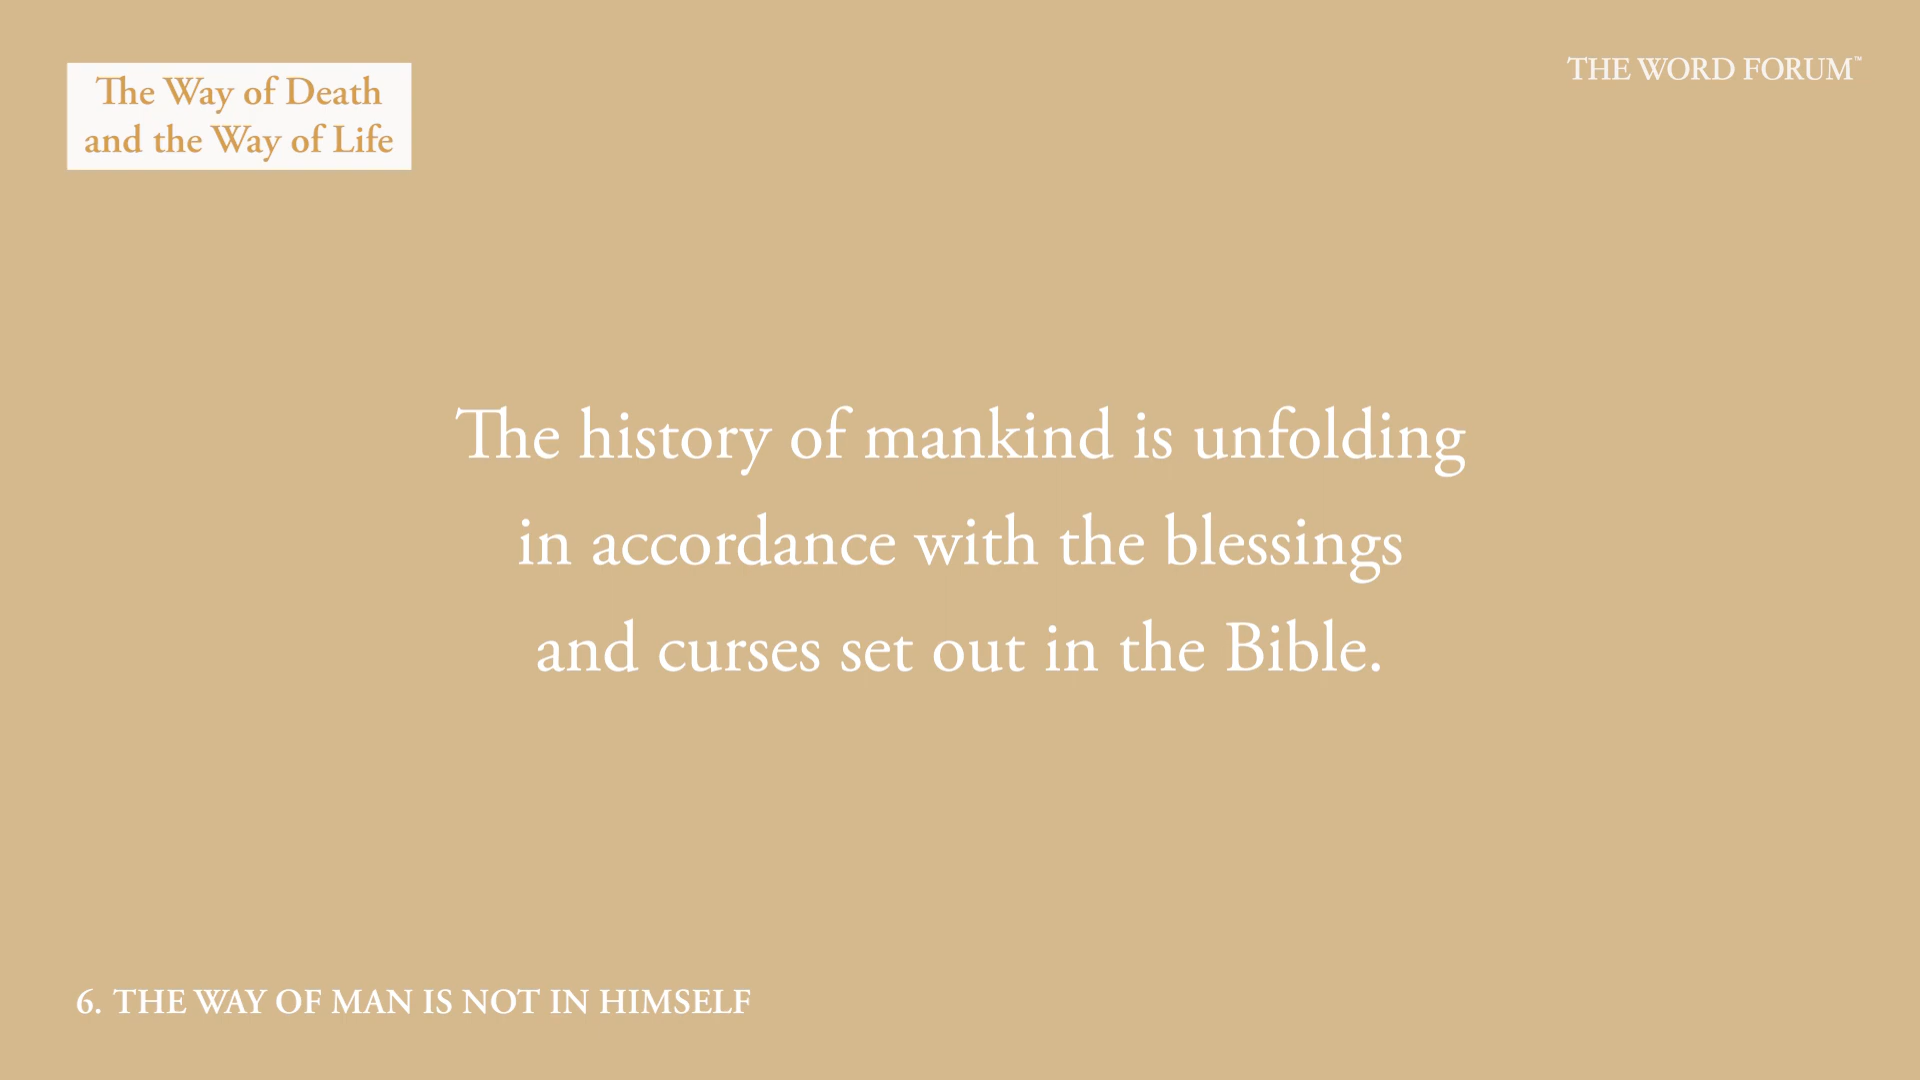 The Way of Death
and the Way of Life
THE WORD FORUM™
The history of mankind is unfolding
in accordance with the blessings
and curses set out in the Bible.
6. THE WAY OF MAN IS NOT IN HIMSELF